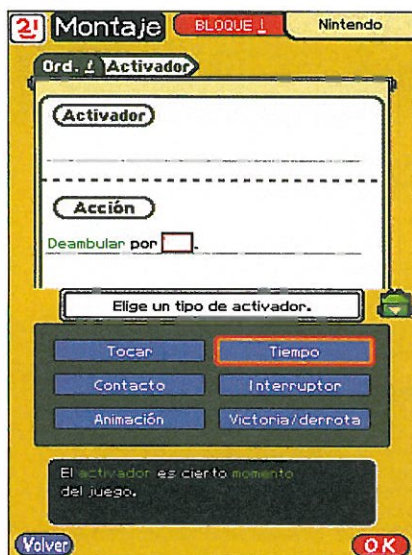 2!
Montaje
BLOQUE 1
Nintendo
Ord. 1
Activador
Activador
Acción
Deambular por .
Elige un tipo de activador.
Tocar
Tiempo
Contacto
Interruptor
Animación
Victoria/derrota
El activador es cierto momento
del juego.
Volver
OK